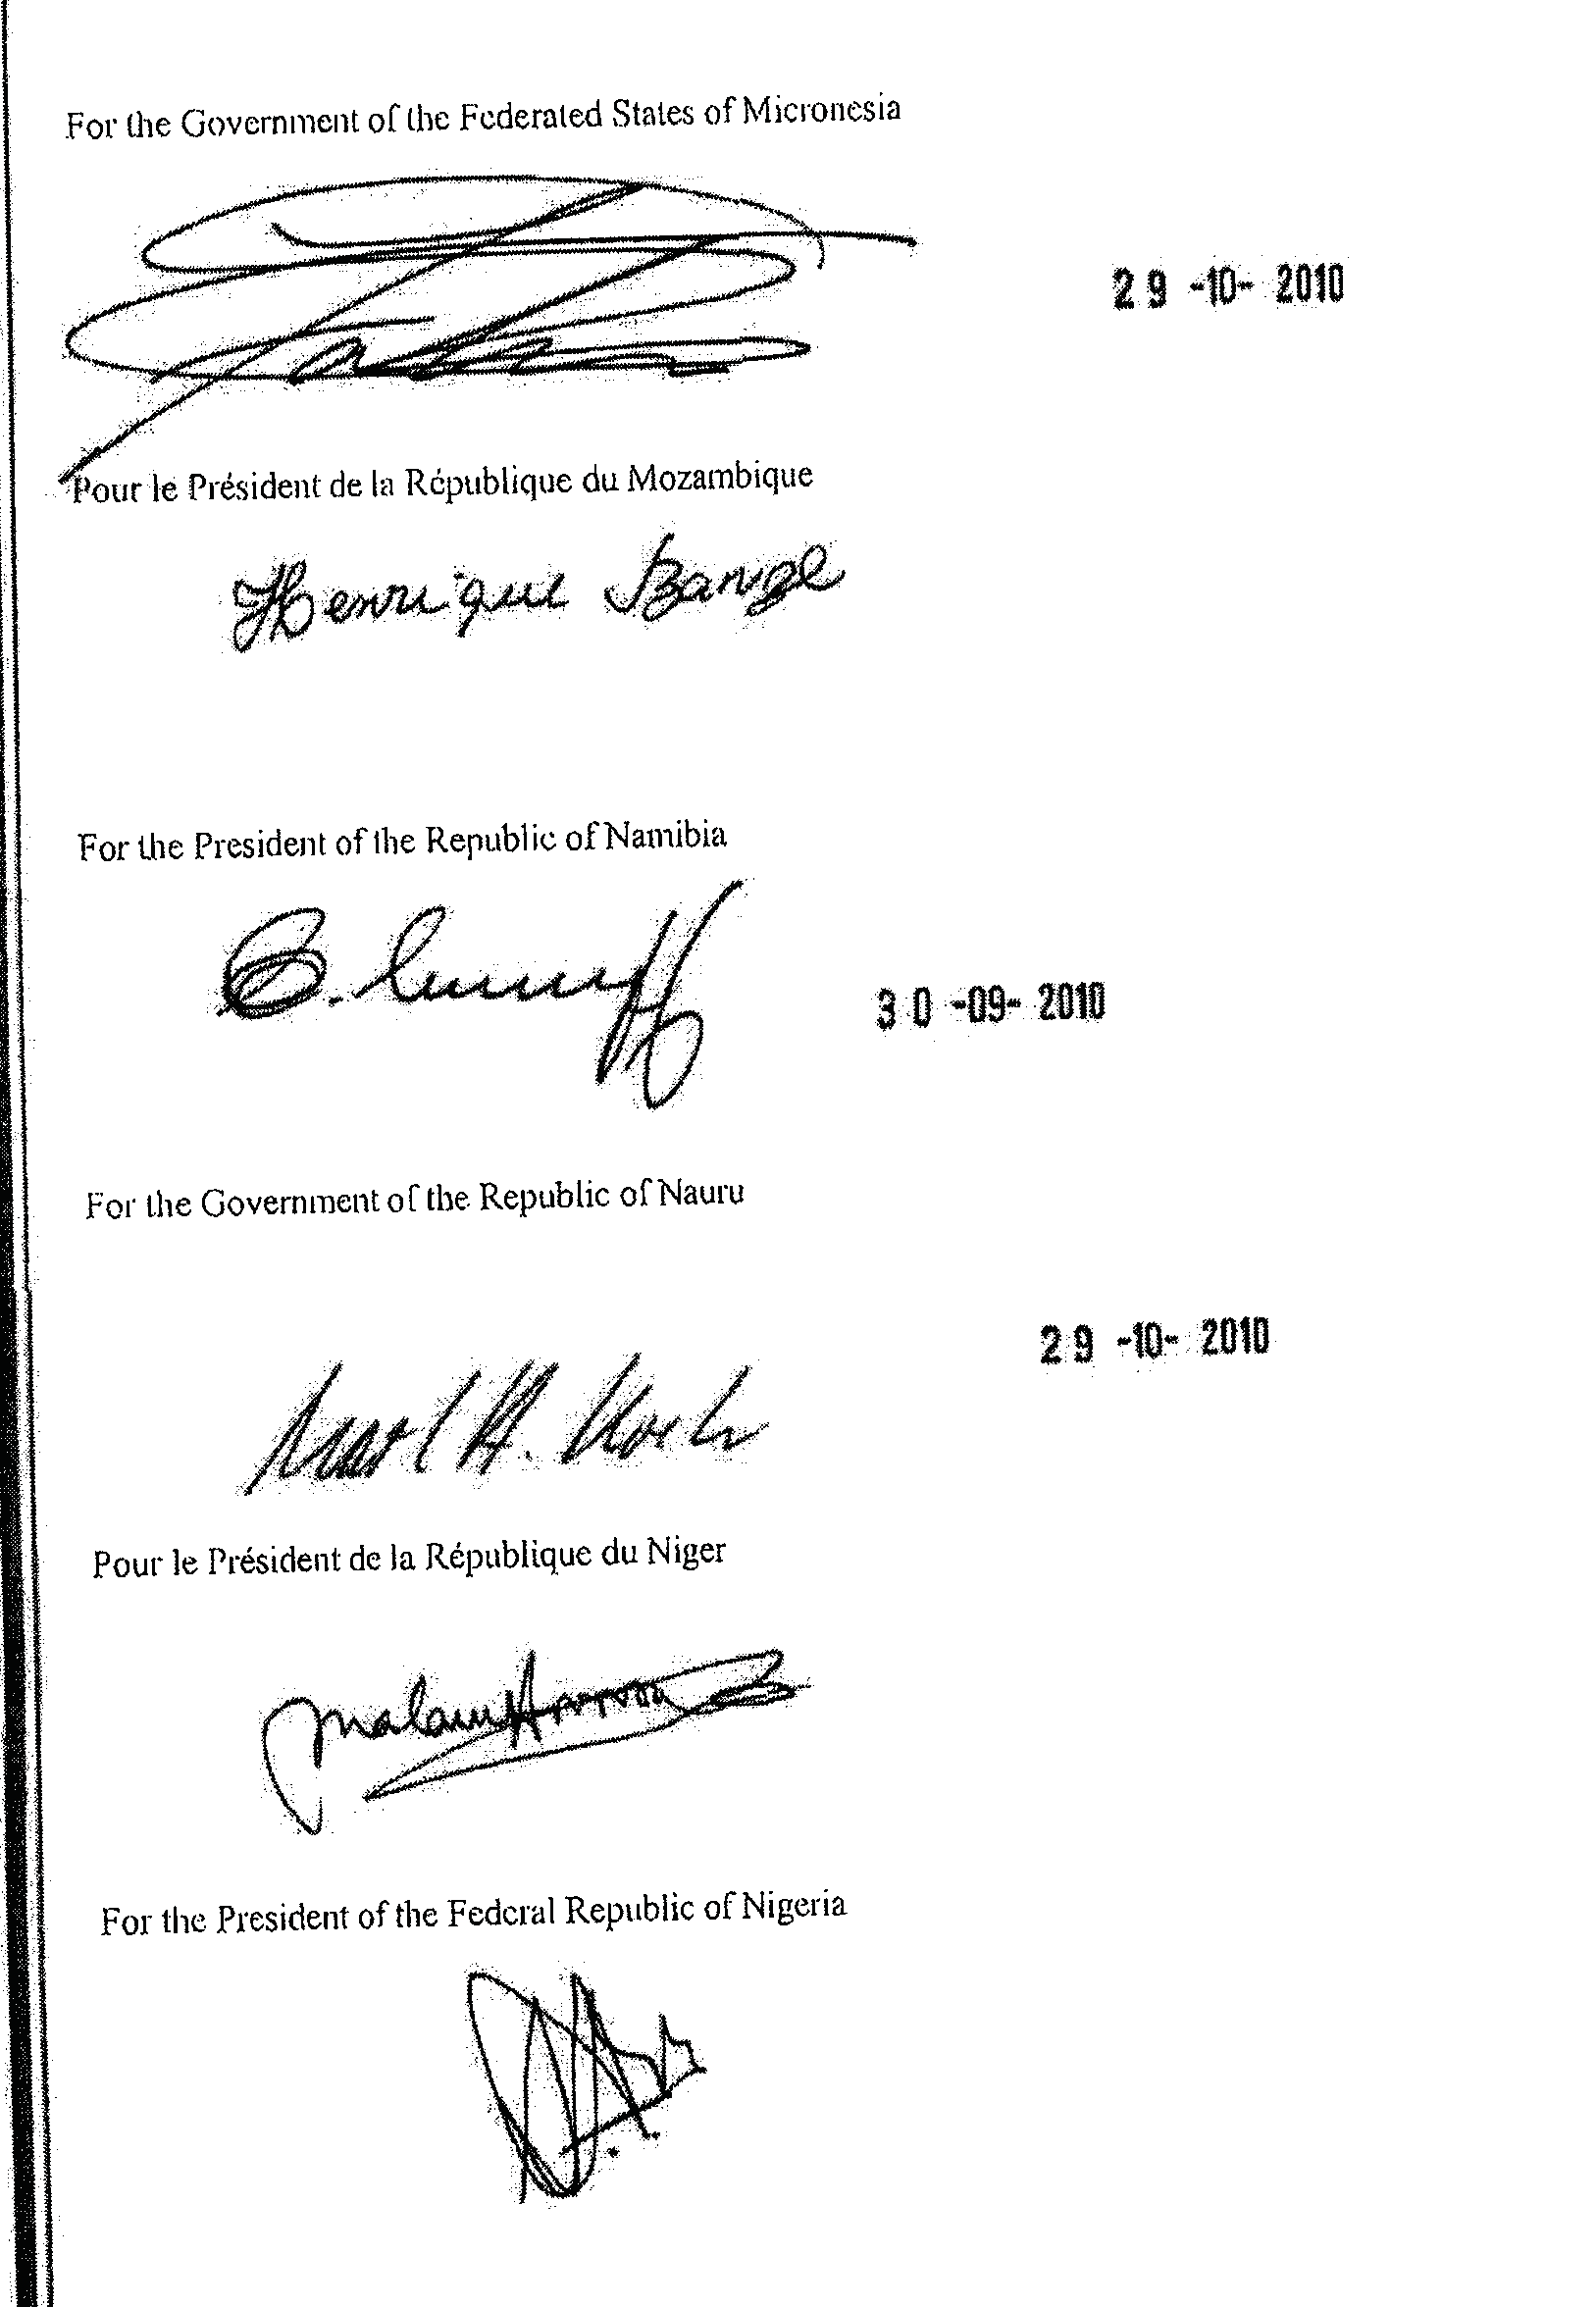 For the Government of the Federated States of Micronesia
29 -10- 2010
Pour le Président de la République du Mozambique
Henrique Banze
For the President of the Republic of Namibia
30 -09- 2010
For the Government of the Republic of Nauru
29 -10- 2010
Pour le Président de la République du Niger
For the President of the Federal Republic of Nigeria